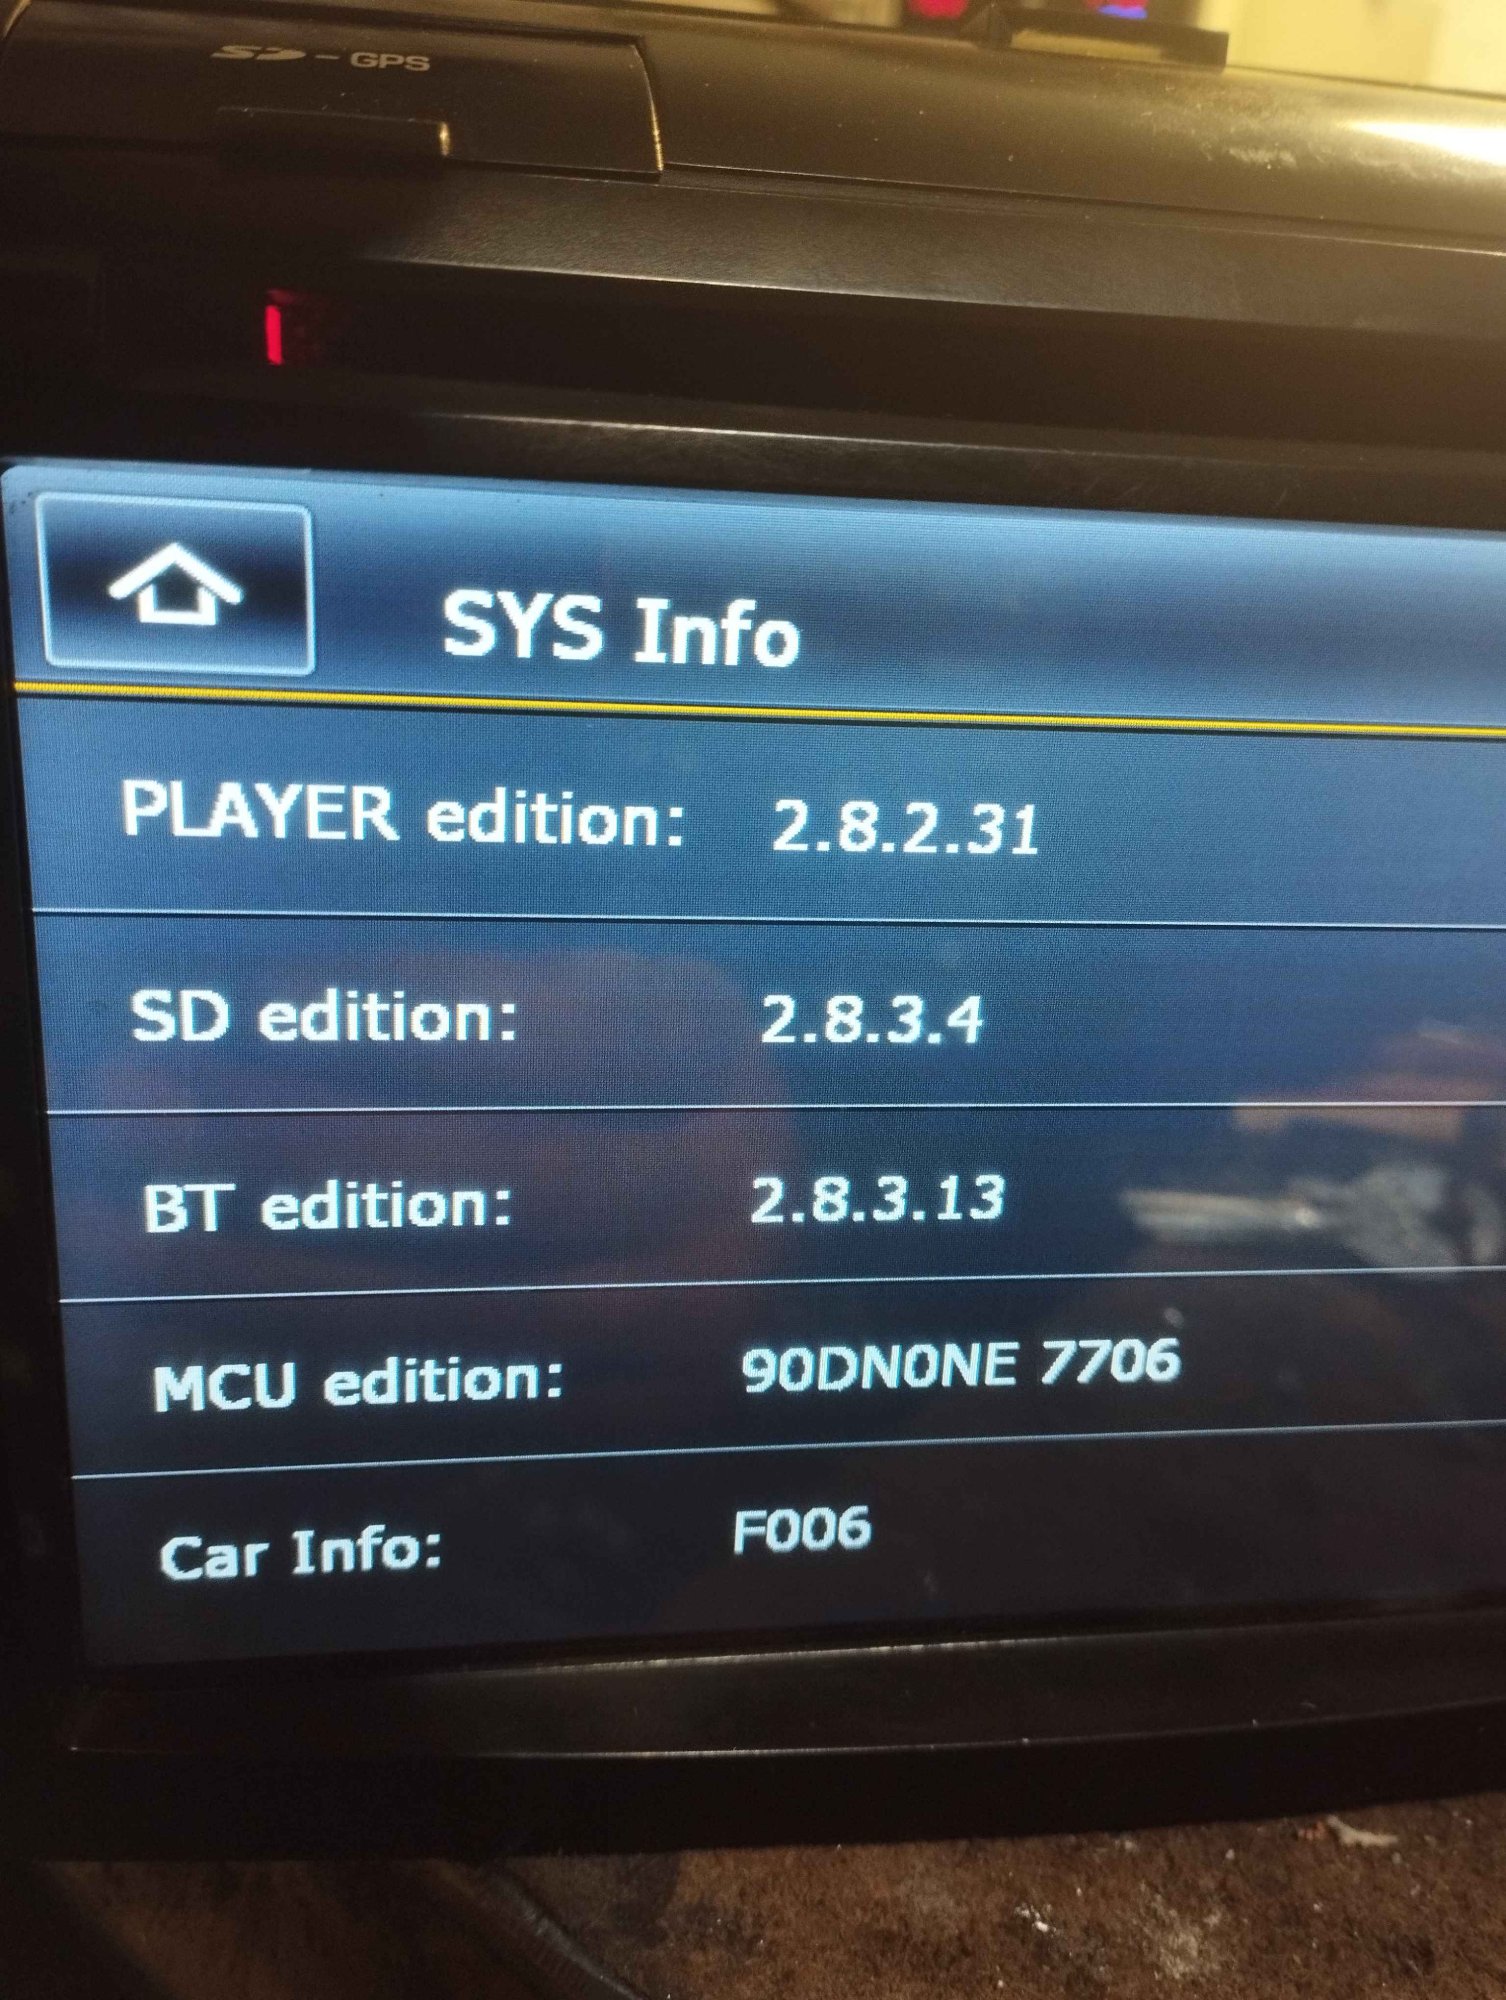 SD-GPS
SYS Info
PLAYER edition: 2.8.2.31
SD edition: 2.8.3.4
BT edition: 2.8.3.13
MCU edition: 90DN0NE 7706
Car Info: F006